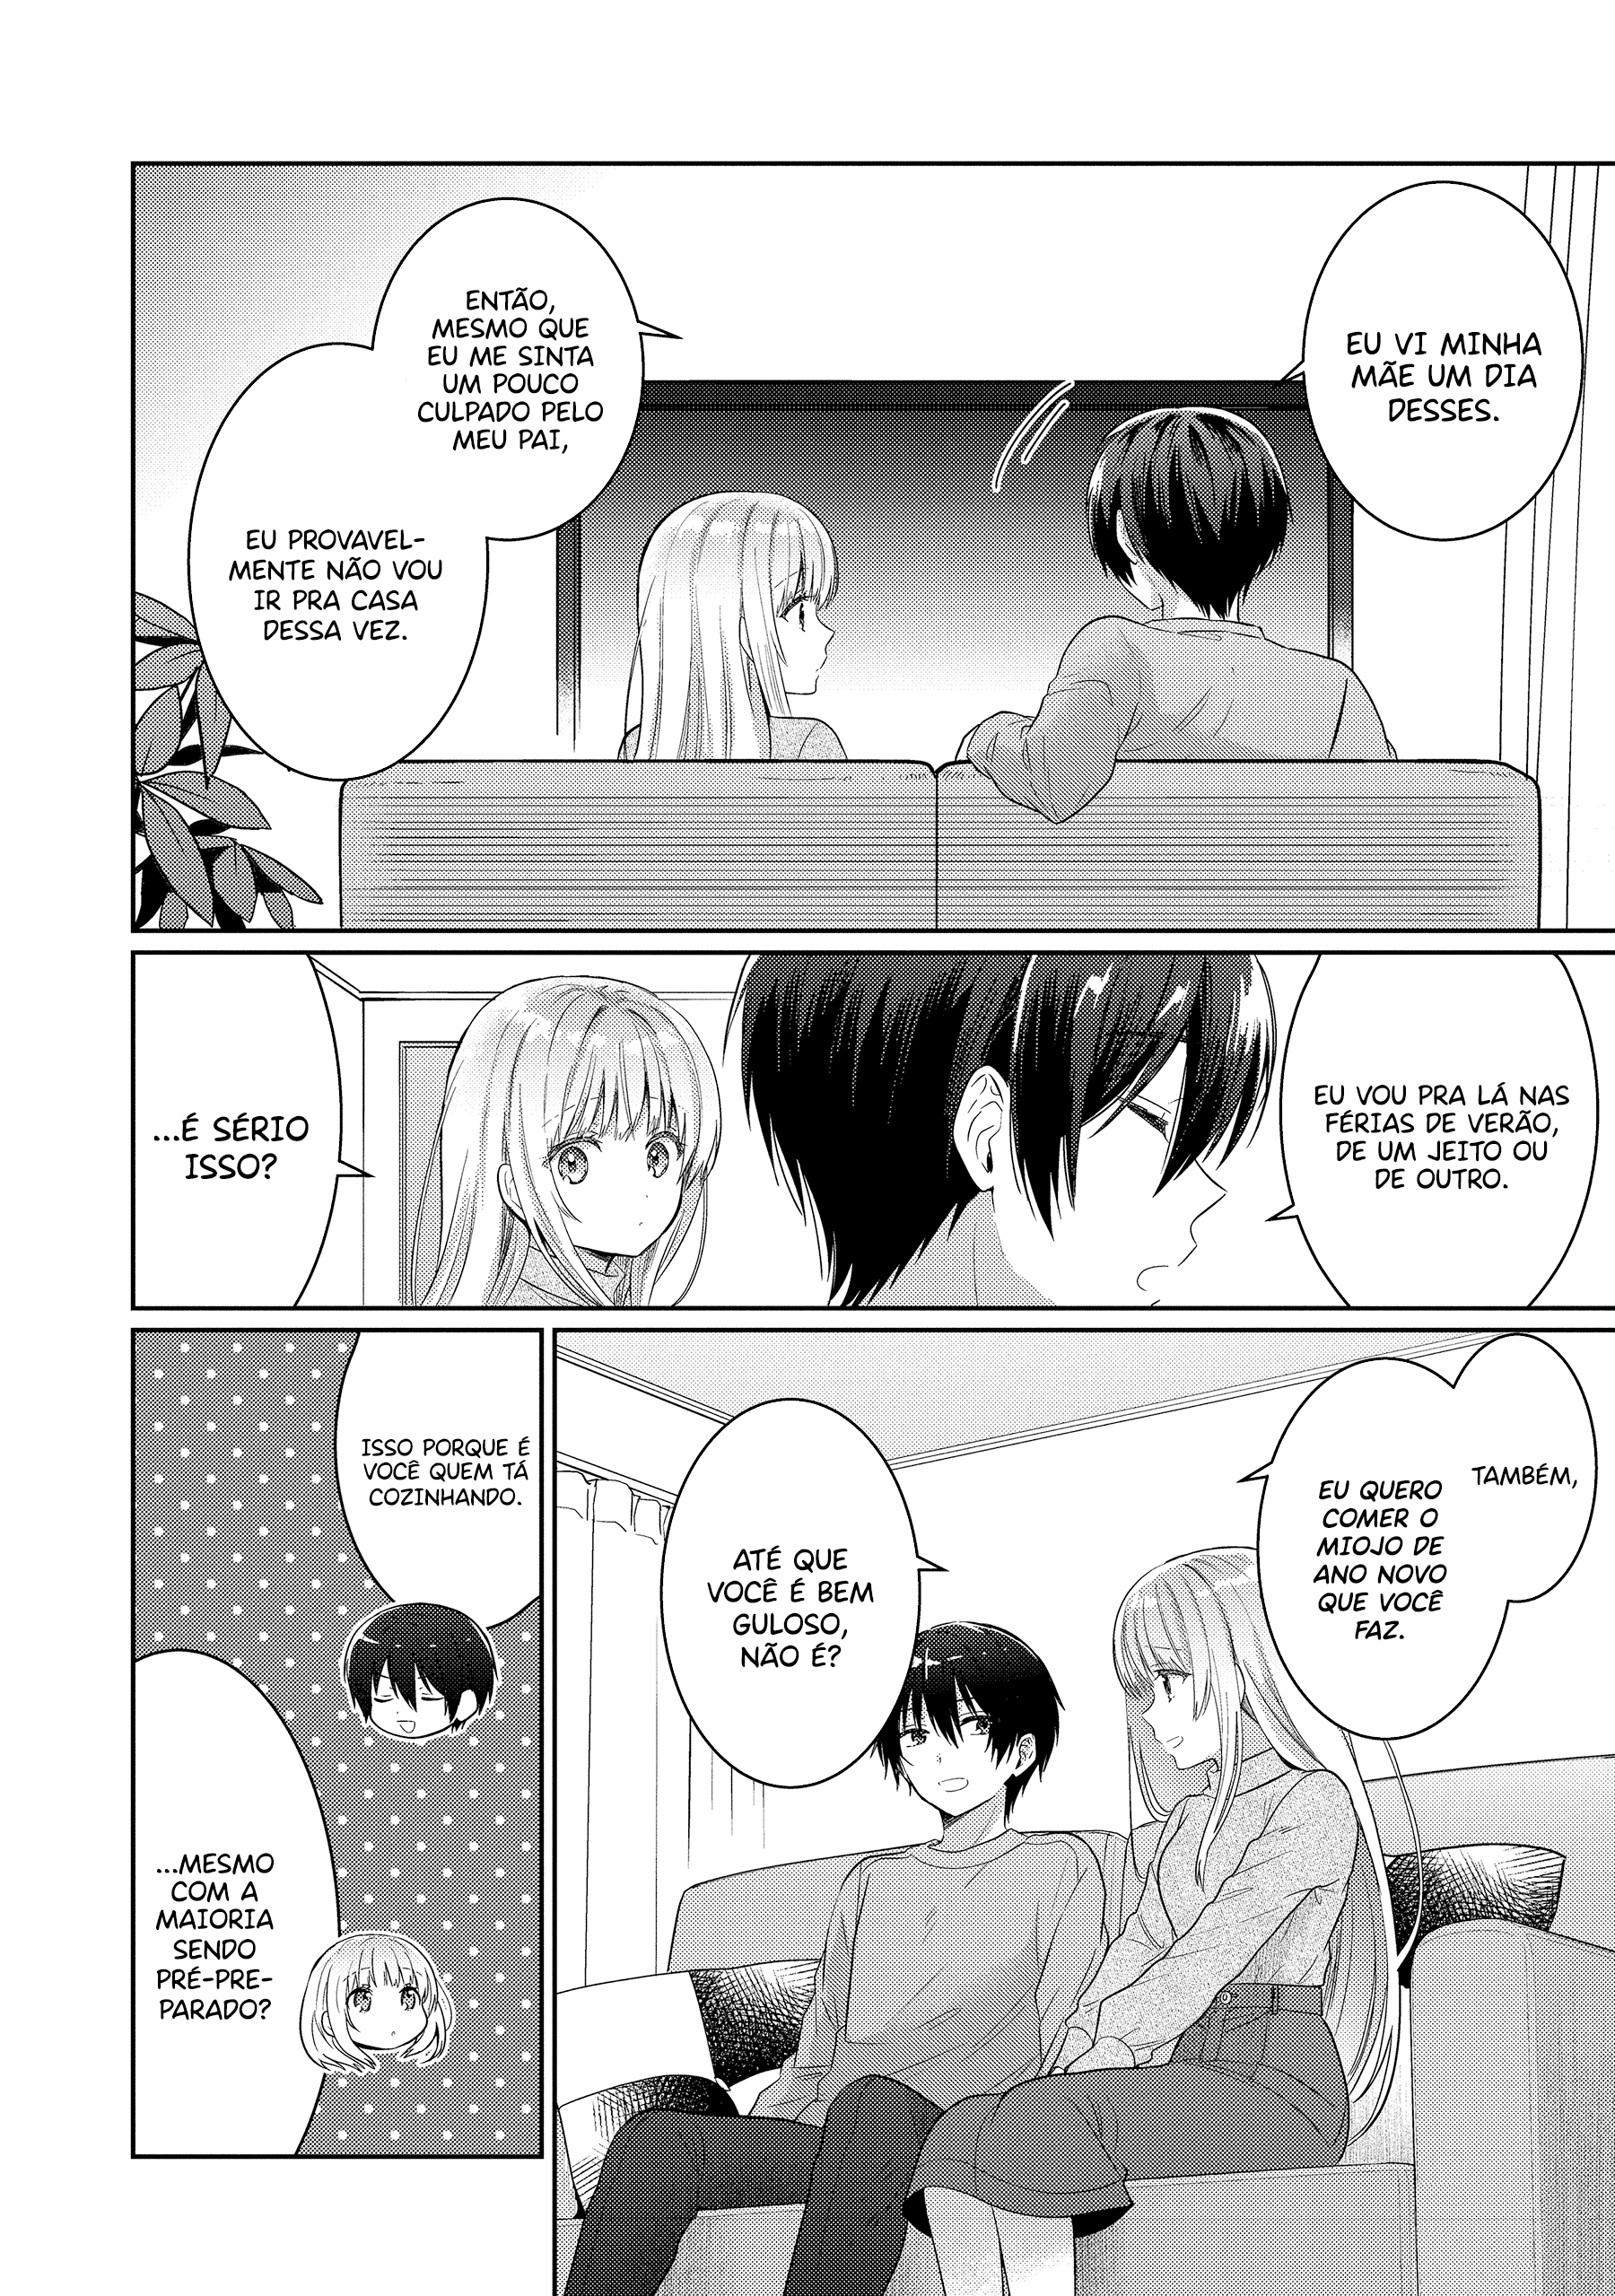 EU VI MINHA
MÃE UM DIA
DESSES.
ENTÃO,
MESMO QUE
EU ME SINTA
UM POUCO
CULPADO PELO
MEU PAI,
EU PROVAVEL-
MENTE NÃO VOU
IR PRA CASA
DESSA VEZ.
EU VOU PRA LÁ NAS
FÉRIAS DE VERÃO,
DE UM JEITO OU
DE OUTRO.
...É SÉRIO
ISSO?
TAMBÉM,
EU QUERO
COMER O
MIOJO DE
ANO NOVO
QUE VOCÊ
FAZ.
ATÉ QUE
VOCÊ É BEM
GULOSO,
NÃO É?
ISSO PORQUE É
VOCÊ QUEM TÁ
COZINHANDO.
...MESMO
COM A
MAIORIA
SENDO
PRÉ-PRE-
PARADO?